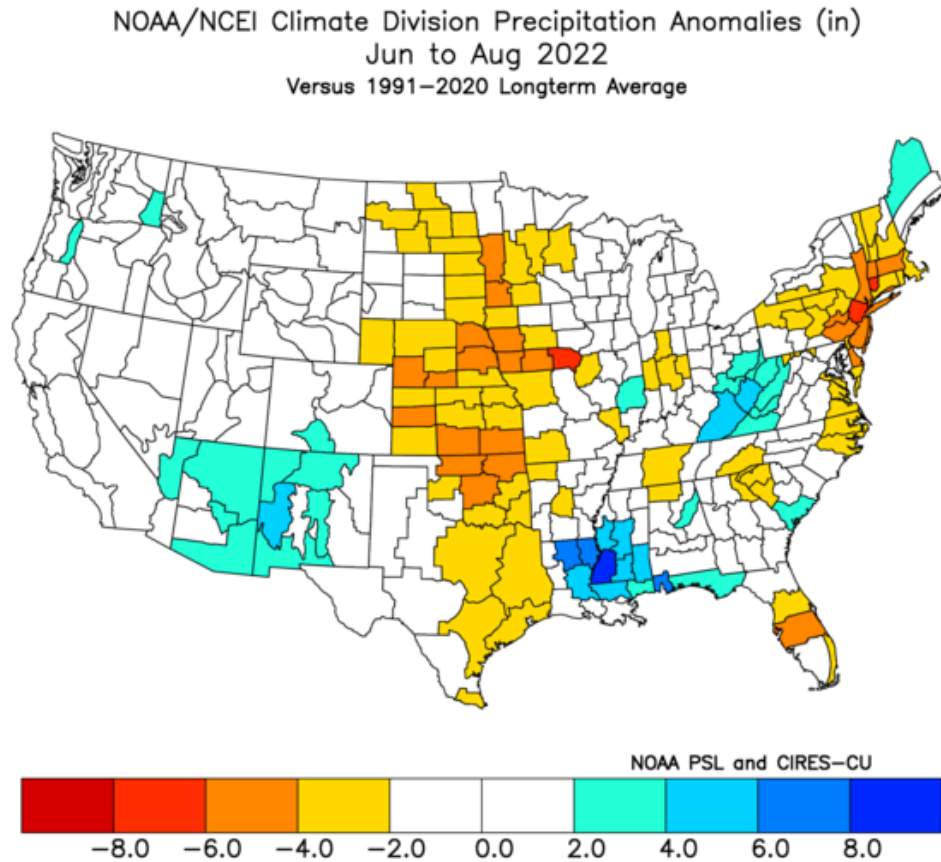 NOAA/NCEI Climate Division Precipitation Anomalies (in)
Jun to Aug 2022
Versus 1991−2020 Longterm Average
NOAA PSL and CIRES−CU
−8.0 −6.0 −4.0 −2.0 0.0 2.0 4.0 6.0 8.0